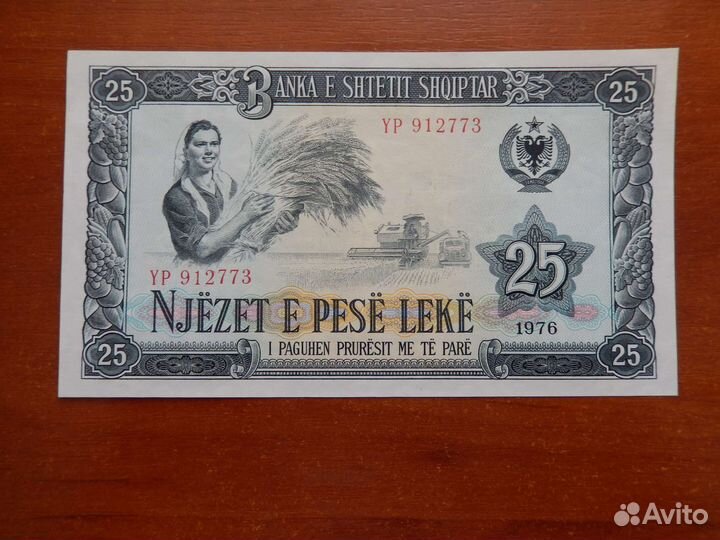 25 BANKA E SHTETIT SHQIPTAR 25
YP 912773
YP 912773
25
NJËZET E PESË LEKË
1976
25 I PAGUHEN PRURËSIT ME TË PARË 25
Avito